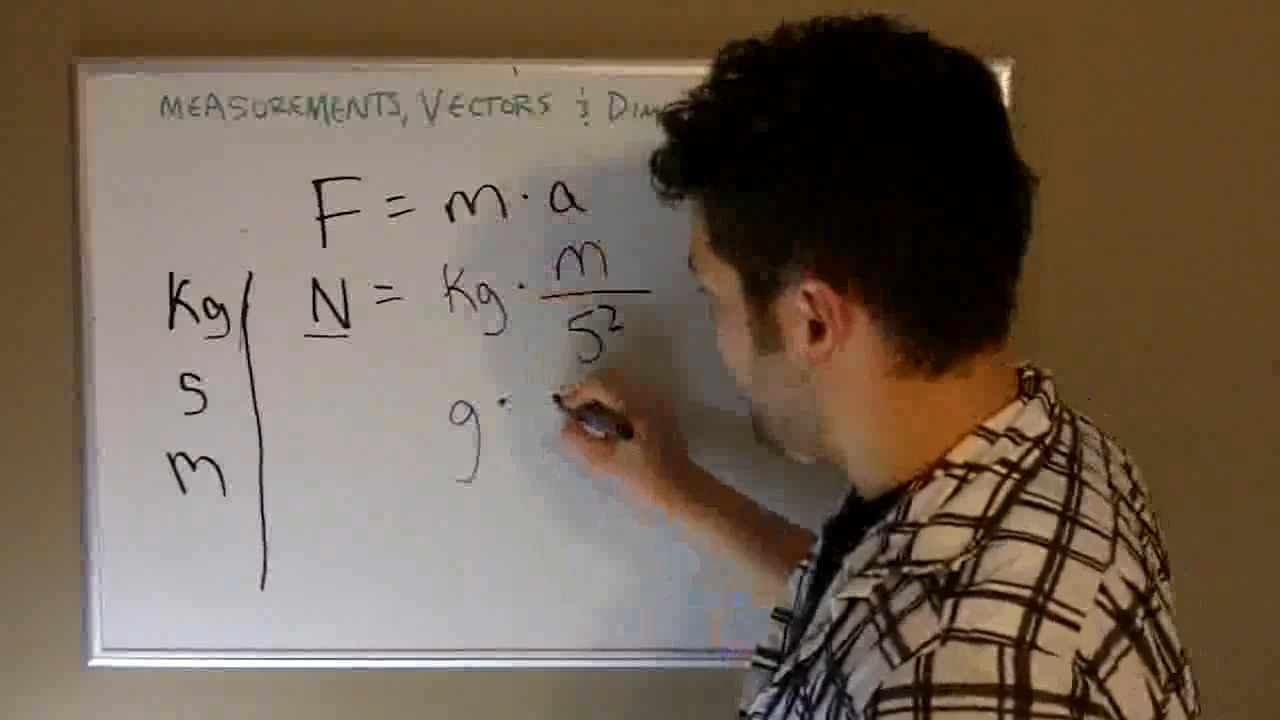 MEASUREMENTS, VECTORS & DIM
F = m · a
Kg
N = Kg · m/s²
s
g ·
m